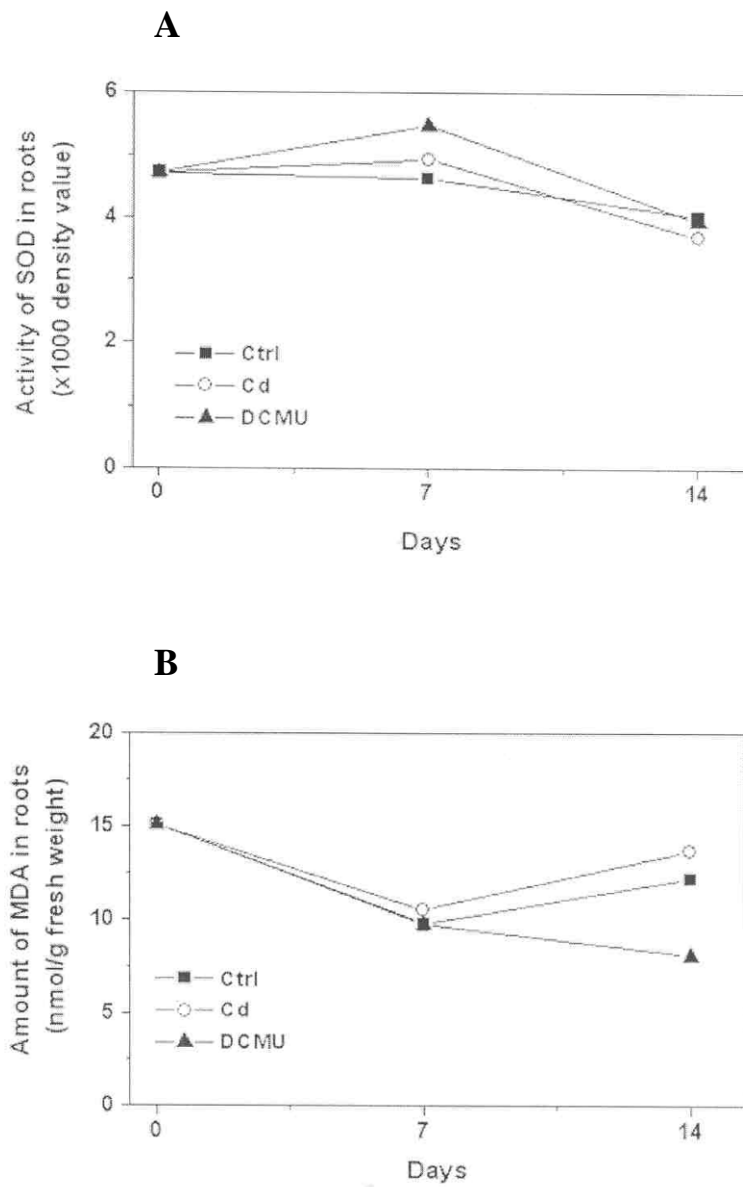 A
Activity of SOD in roots
(x1000 density value)
6
4
2
0
Ctrl
Cd
DCMU
0 7 14
Days
B
Amount of MDA in roots
(nmol/g fresh weight)
20
15
10
5
0
Ctrl
Cd
DCMU
0 7 14
Days